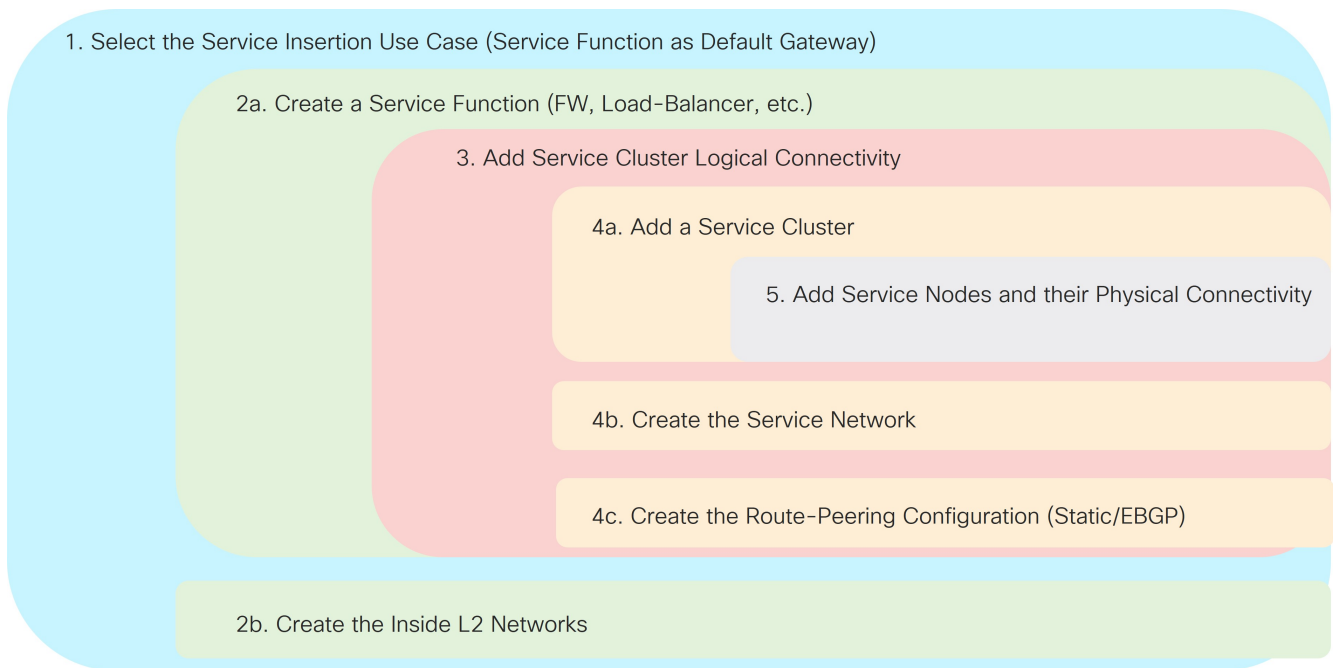 1. Select the Service Insertion Use Case (Service Function as Default Gateway)
2a. Create a Service Function (FW, Load-Balancer, etc.)
3. Add Service Cluster Logical Connectivity
4a. Add a Service Cluster
5. Add Service Nodes and their Physical Connectivity
4b. Create the Service Network
4c. Create the Route-Peering Configuration (Static/EBGP)
2b. Create the Inside L2 Networks